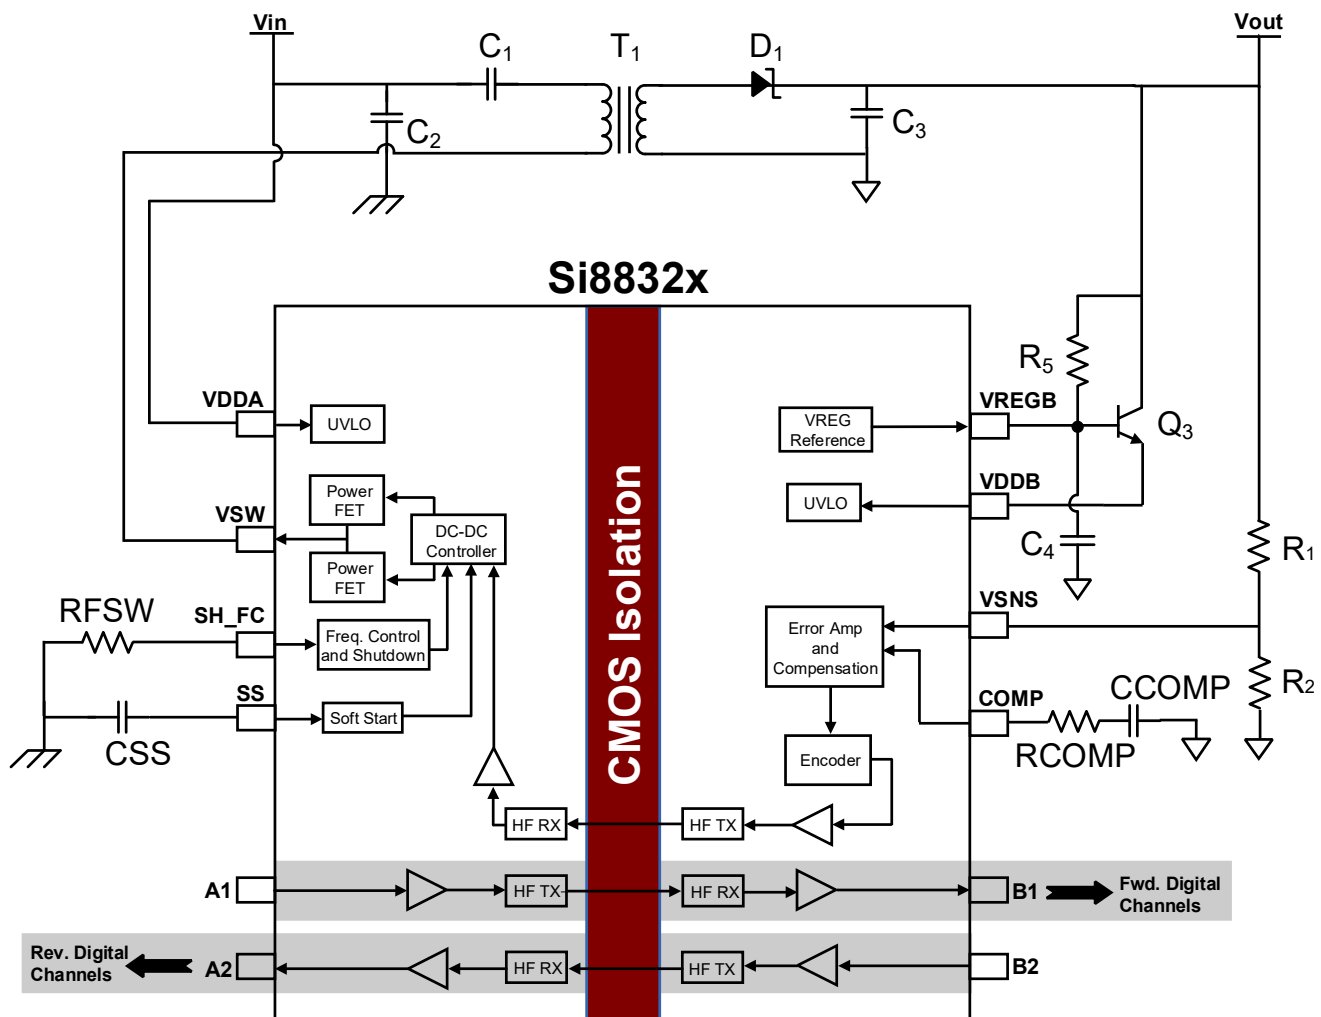 Vin
Vout
C1
T1
D1
C2
C3
Si8832x
R5
VDDA
UVLO
VREG
Reference
VREGB
Q3
Power
FET
VSW
DC-DC
Controller
UVLO
VDDB
C4
R1
Power
FET
RFSW
SH_FC
Freq. Control
and Shutdown
CMOS Isolation
Error Amp
and
Compensation
VSNS
SS
Soft Start
CSS
COMP
CCOMP
R2
RCOMP
Encoder
HF RX
HF TX
A1
HF TX
HF RX
B1
Fwd. Digital
Channels
Rev. Digital
Channels
A2
HF RX
HF TX
B2